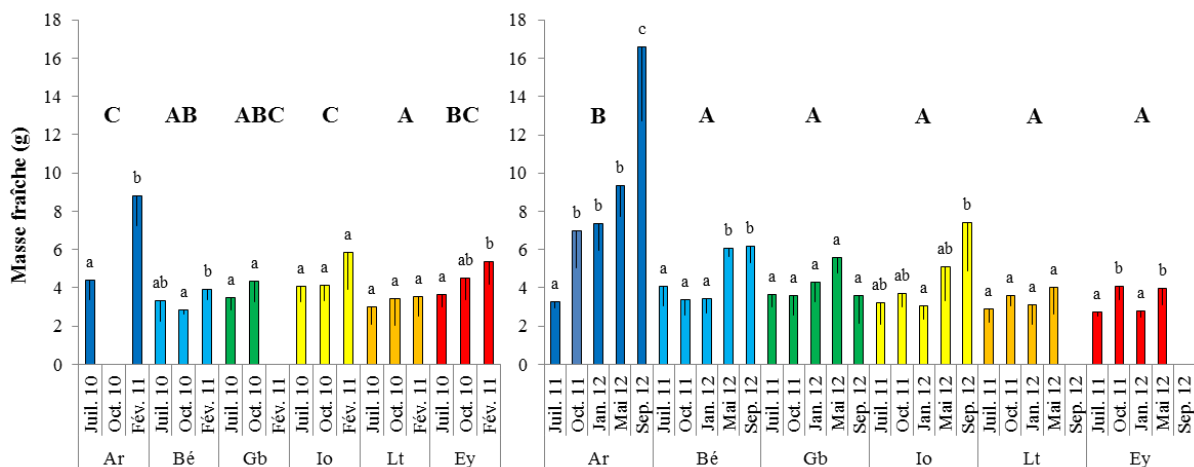 Masse fraîche (g)
18
16
14
12
10
8
6
4
2
0
C AB ABC C A BC
a b ab a b a a a a a a a a a ab b
Juil. 10 Oct. 10 Fév. 11 Juil. 10 Oct. 10 Fév. 11 Juil. 10 Oct. 10 Fév. 11 Juil. 10 Oct. 10 Fév. 11 Juil. 10 Oct. 10 Fév. 11 Juil. 10 Oct. 10 Fév. 11
Ar Bé Gb Io Lt Ey
18
16
14
12
10
8
6
4
2
0
B A A A A A
a b b b c a a a b b a a a a a ab ab a ab b a a a a a b a b
Juil. 11 Oct. 11 Jan. 12 Mai 12 Sep. 12 Juil. 11 Oct. 11 Jan. 12 Mai 12 Sep. 12 Juil. 11 Oct. 11 Jan. 12 Mai 12 Sep. 12 Juil. 11 Oct. 11 Jan. 12 Mai 12 Sep. 12 Juil. 11 Oct. 11 Jan. 12 Mai 12 Sep. 12 Juil. 11 Oct. 11 Jan. 12 Mai 12 Sep. 12
Ar Bé Gb Io Lt Ey